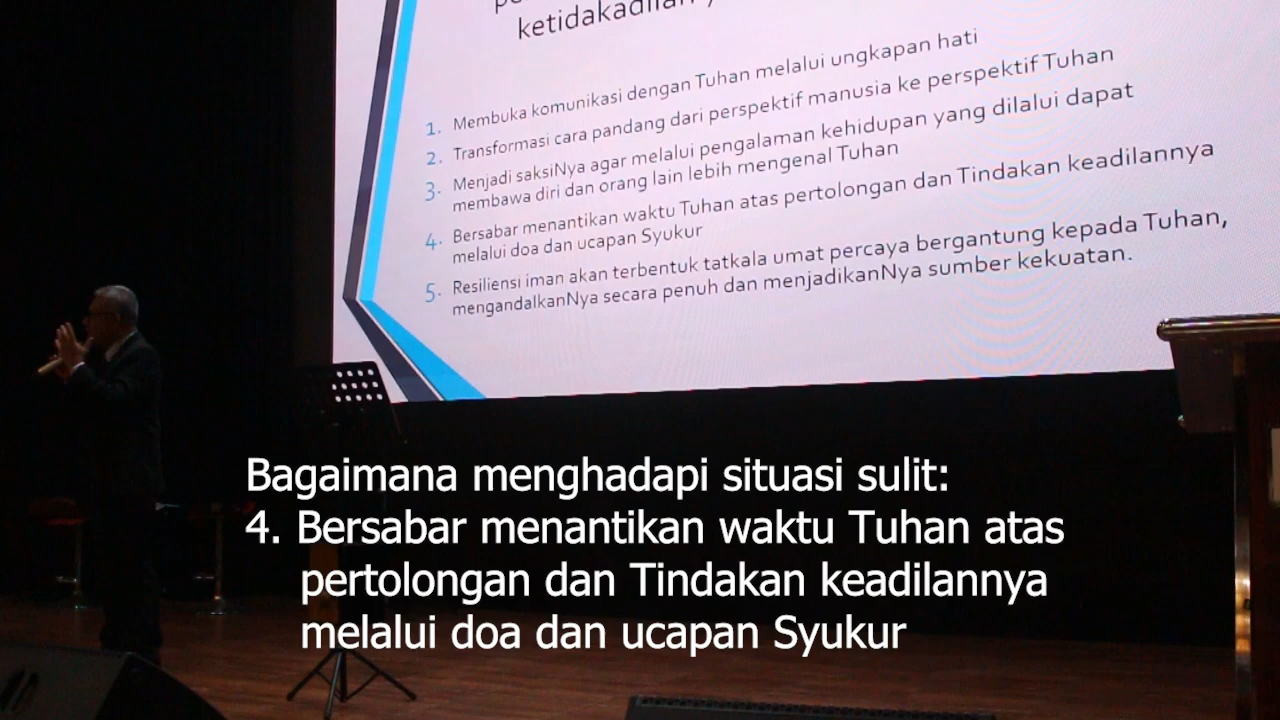 ketidakadilannya
1. Membuka komunikasi dengan Tuhan melalui ungkapan hati
2. Transformasi cara pandang dari perspektif manusia ke perspektif Tuhan
3. Menjadi saksiNya agar melalui pengalaman kehidupan yang dilalui dapat
membawa diri dan orang lain lebih mengenal Tuhan
4. Bersabar menantikan waktu Tuhan atas pertolongan dan Tindakan keadilannya
melalui doa dan ucapan Syukur
5. Resiliensi iman akan terbentuk tatkala umat percaya bergantung kepada Tuhan,
mengandalkanNya secara penuh dan menjadikanNya sumber kekuatan.
Bagaimana menghadapi situasi sulit:
4. Bersabar menantikan waktu Tuhan atas
pertolongan dan Tindakan keadilannya
melalui doa dan ucapan Syukur